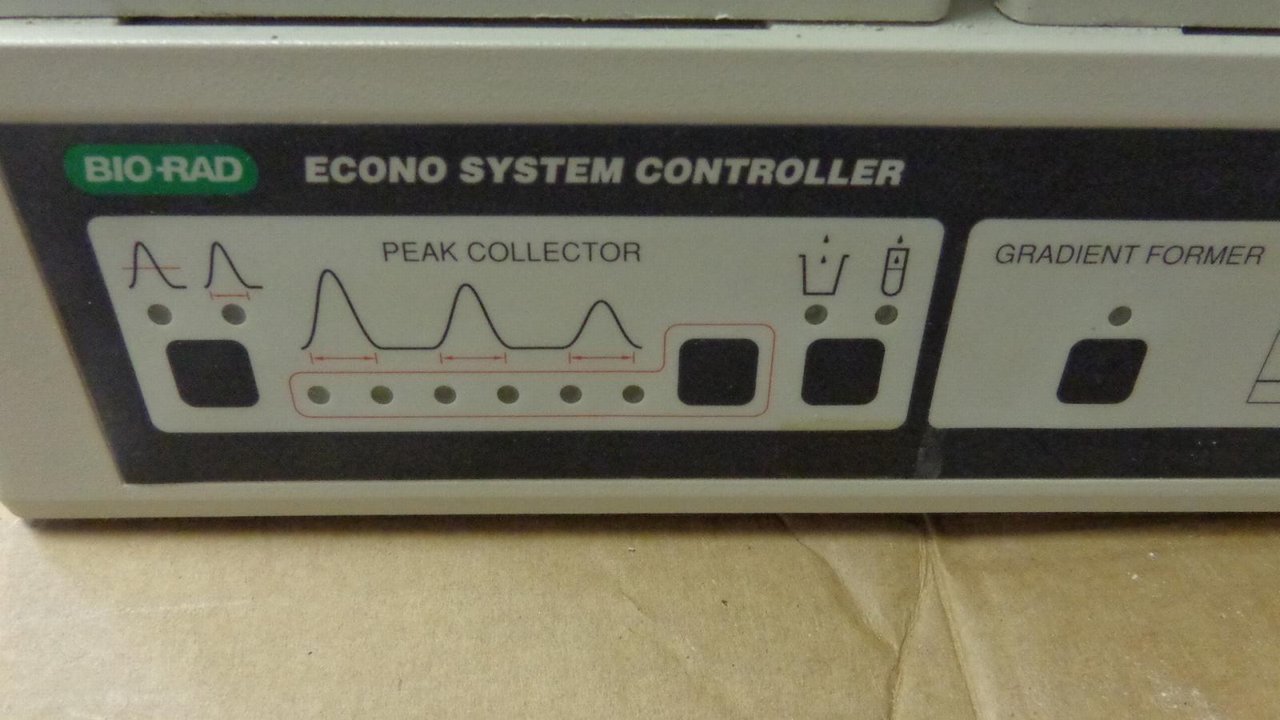 BIO-RAD
ECONO SYSTEM CONTROLLER
PEAK COLLECTOR
GRADIENT FORMER